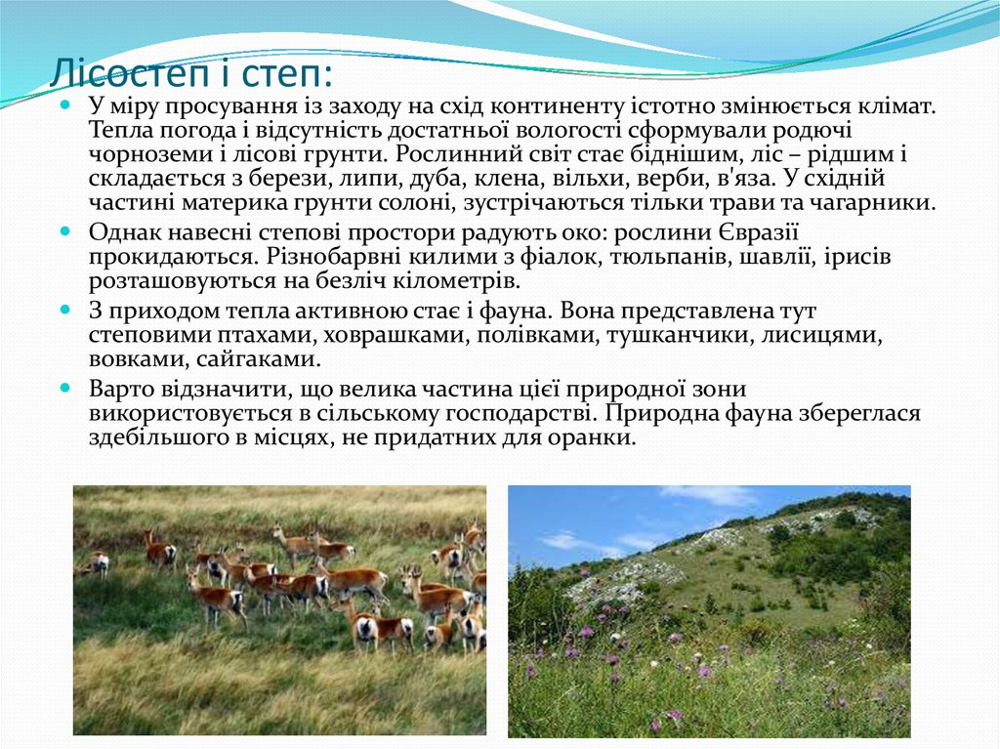 Лісостеп і степ:
У міру просування із заходу на схід континенту істотно змінюється клімат.
Тепла погода і відсутність достатньої вологості сформували родючі
чорноземи і лісові грунти. Рослинний світ стає біднішим, ліс – рідшим і
складається з берези, липи, дуба, клена, вільхи, верби, в'яза. У східній
частині материка грунти солоні, зустрічаються тільки трави та чагарники.
Однак навесні степові простори радують око: рослини Євразії
прокидаються. Різнобарвні килими з фіалок, тюльпанів, шавлії, ірисів
розташовуються на безліч кілометрів.
З приходом тепла активною стає і фауна. Вона представлена тут
степовими птахами, ховрашками, полівками, тушканчики, лисицями,
вовками, сайгаками.
Варто відзначити, що велика частина цієї природної зони
використовується в сільському господарстві. Природна фауна збереглася
здебільшого в місцях, не придатних для оранки.